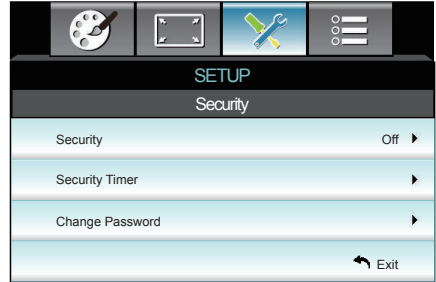 SETUP
Security
Security Off
Security Timer
Change Password
Exit